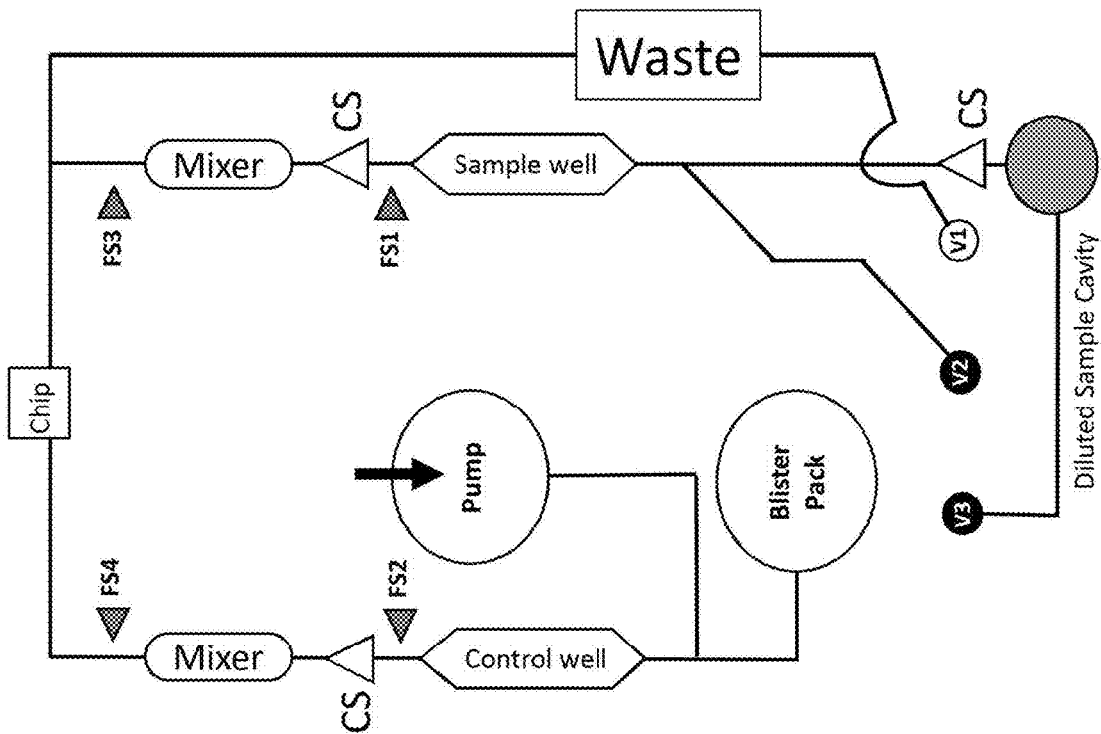 Waste
CS
Mixer
Sample well
CS
FS3
FS1
V1
Chip
V2
Diluted Sample Cavity
Pump
Blister
Pack
V3
FS4
FS2
Mixer
Control well
CS